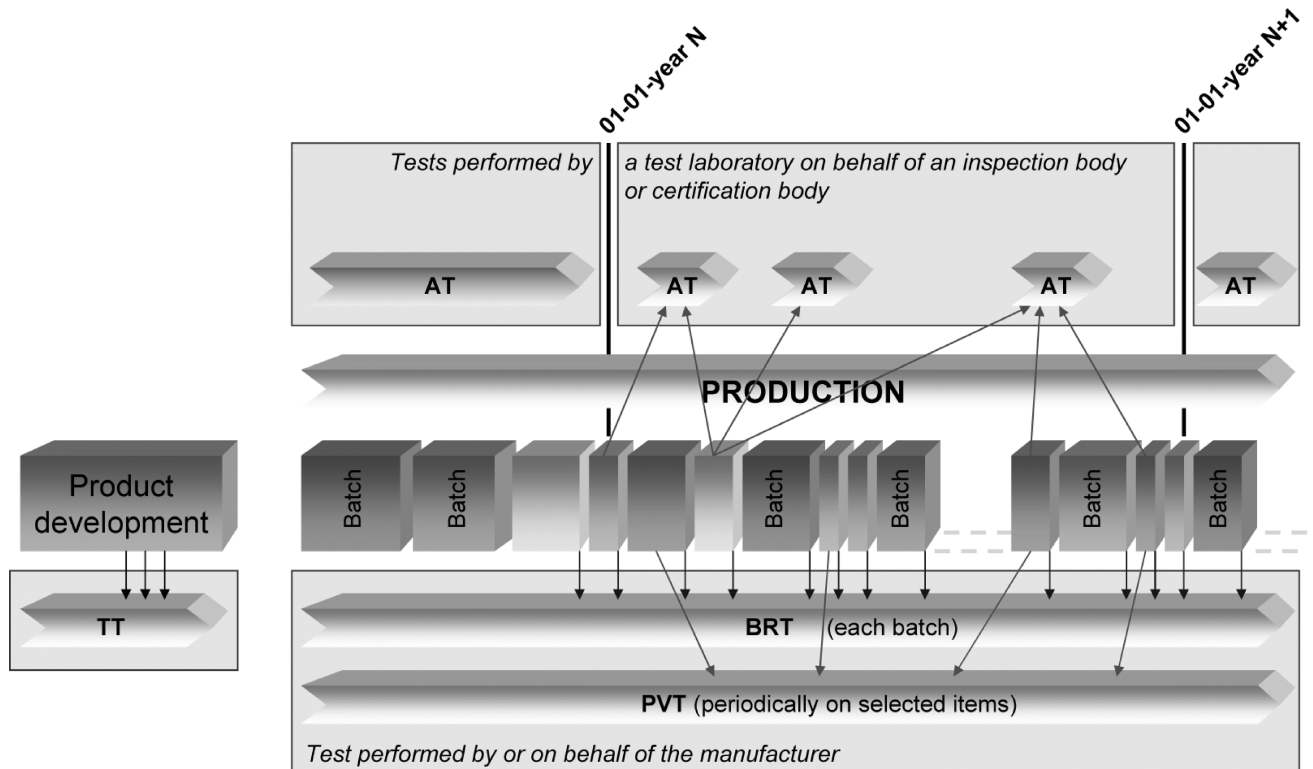 01-01-year N
01-01-year N+1
Tests performed by
a test laboratory on behalf of an inspection body
or certification body
AT
AT
AT
AT
AT
PRODUCTION
Product
development
Batch
Batch
Batch
Batch
Batch
Batch
TT
BRT (each batch)
PVT (periodically on selected items)
Test performed by or on behalf of the manufacturer